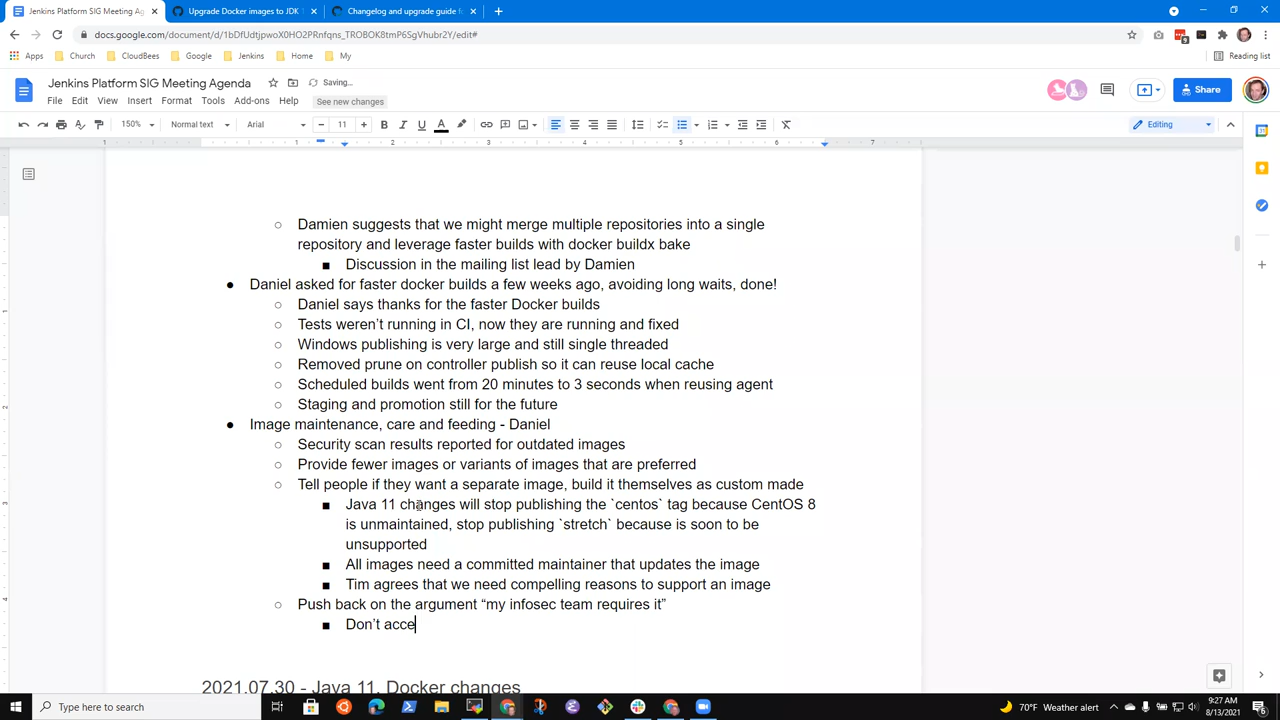 Jenkins Platform SIG Meeting Ag
Upgrade Docker images to JDK 1
Changelog and upgrade guide f
docs.google.com/document/d/1bDfUdtjpwoX0HO2PRnfqns_TROBOK8tmP6SgVhubr2Y/edit#
Apps Church CloudBees Google Jenkins Home My Reading list
Jenkins Platform SIG Meeting Agenda Saving…
File Edit View Insert Format Tools Add-ons Help See new changes
Share
150% Normal text Arial 11 B I U A Editing
1 1 2 3 4 5 6 7
Damien suggests that we might merge multiple repositories into a single
repository and leverage faster builds with docker buildx bake
Discussion in the mailing list lead by Damien
Daniel asked for faster docker builds a few weeks ago, avoiding long waits, done!
Daniel says thanks for the faster Docker builds
Tests weren’t running in CI, now they are running and fixed
Windows publishing is very large and still single threaded
Removed prune on controller publish so it can reuse local cache
Scheduled builds went from 20 minutes to 3 seconds when reusing agent
Staging and promotion still for the future
Image maintenance, care and feeding - Daniel
Security scan results reported for outdated images
Provide fewer images or variants of images that are preferred
Tell people if they want a separate image, build it themselves as custom made
Java 11 changes will stop publishing the `centos` tag because CentOS 8
is unmaintained, stop publishing `stretch` because is soon to be
unsupported
All images need a committed maintainer that updates the image
Tim agrees that we need compelling reasons to support an image
Push back on the argument “my infosec team requires it”
Don’t acce
2021.07.30 - Java 11, Docker changes
Type here to search
70°F Weather alert
9:27 AM
8/13/2021